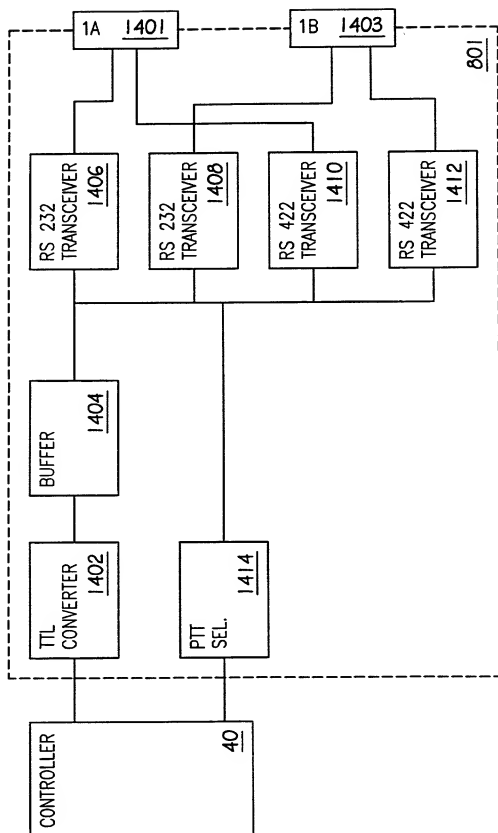 CONTROLLER
40
TTL
CONVERTER
1402
BUFFER
1404
PTT
SEL.
1414
RS 232
TRANSCEIVER
1406
RS 232
TRANSCEIVER
1408
RS 422
TRANSCEIVER
1410
RS 422
TRANSCEIVER
1412
1A 1401
1B 1403
801